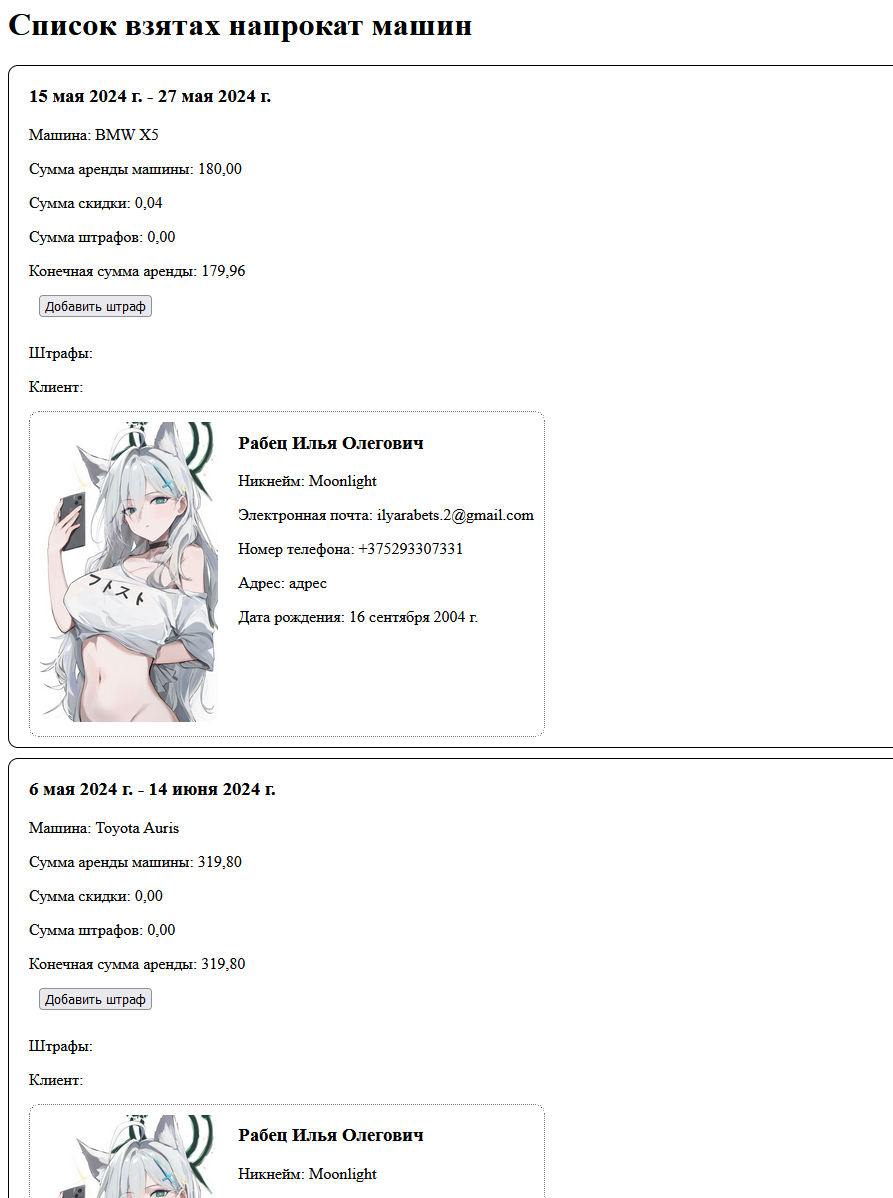 Список взятах напрокат машин
15 мая 2024 г. - 27 мая 2024 г.
Машина: BMW X5
Сумма аренды машины: 180,00
Сумма скидки: 0,04
Сумма штрафов: 0,00
Конечная сумма аренды: 179,96
Добавить штраф
Штрафы:
Клиент:
Рабец Илья Олегович
Никнейм: Moonlight
Электронная почта: ilyarabets.2@gmail.com
Номер телефона: +375293307331
Адрес: адрес
Дата рождения: 16 сентября 2004 г.
フトスト
6 мая 2024 г. - 14 июня 2024 г.
Машина: Toyota Auris
Сумма аренды машины: 319,80
Сумма скидки: 0,00
Сумма штрафов: 0,00
Конечная сумма аренды: 319,80
Добавить штраф
Штрафы:
Клиент:
Рабец Илья Олегович
Никнейм: Moonlight